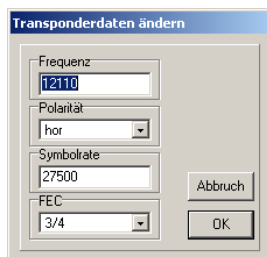 Transponderdaten ändern
Frequenz
12110
Polarität
hor
Symbolrate
27500
FEC
3/4
Abbruch
OK